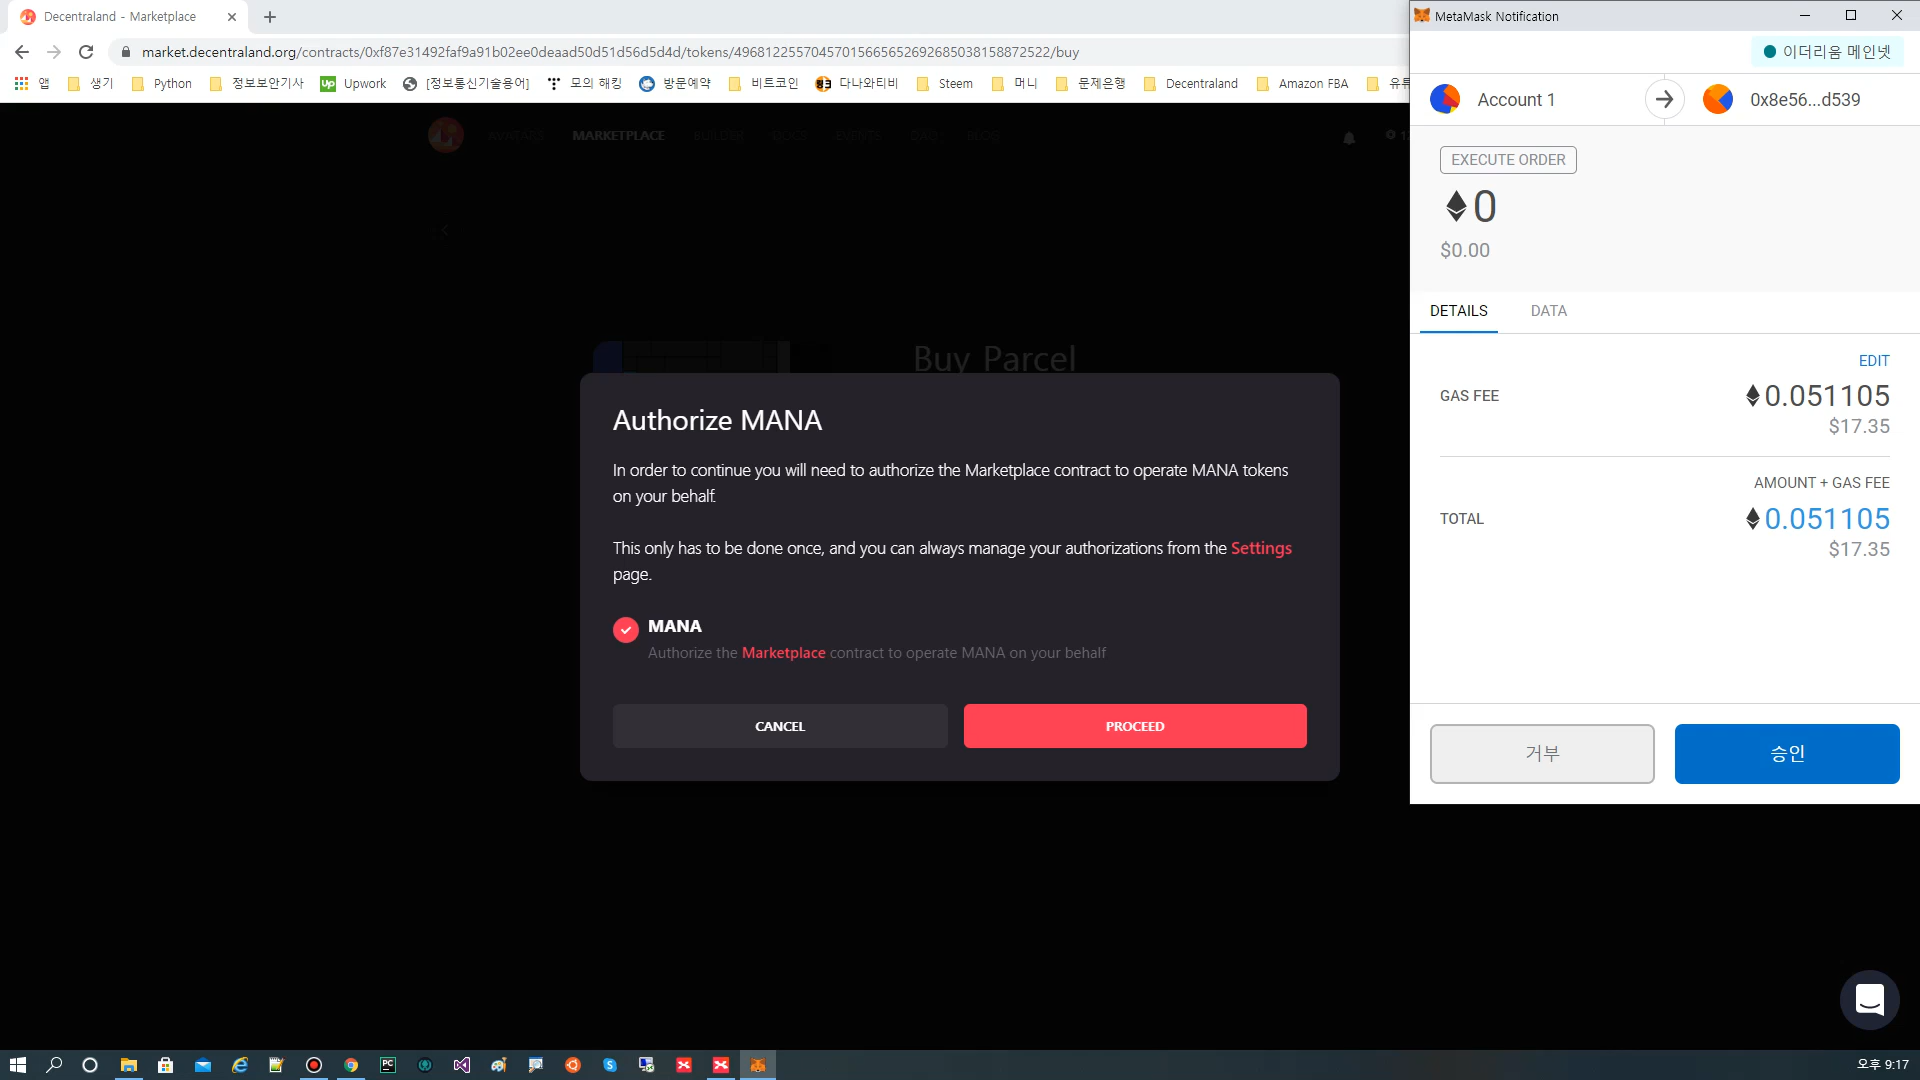 Decentraland - Marketplace
market.decentraland.org/contracts/0xf87e31492faf9a91b02ee0deaad50d51d56d5d4d/tokens/49681225570457015665652692685038158872522/buy
앱 생기 Python 정보보안기사 Upwork [정보통신기술용어] 모의 해킹 방문예약 비트코인 다나와티비 Steem 머니 문제은행 Decentraland Amazon FBA
MARKETPLACE BUILDER DOCS EVENTS BLOG
Buy Parcel
Authorize MANA
In order to continue you will need to authorize the Marketplace contract to operate MANA tokens
on your behalf.
This only has to be done once, and you can always manage your authorizations from the Settings
page.
MANA
Authorize the Marketplace contract to operate MANA on your behalf
CANCEL PROCEED
MetaMask Notification
이더리움 메인넷
Account 1 0x8e56...d539
EXECUTE ORDER
0
$0.00
DETAILS DATA
EDIT
GAS FEE 0.051105
$17.35
AMOUNT + GAS FEE
TOTAL 0.051105
$17.35
거부 승인
오후 9:17